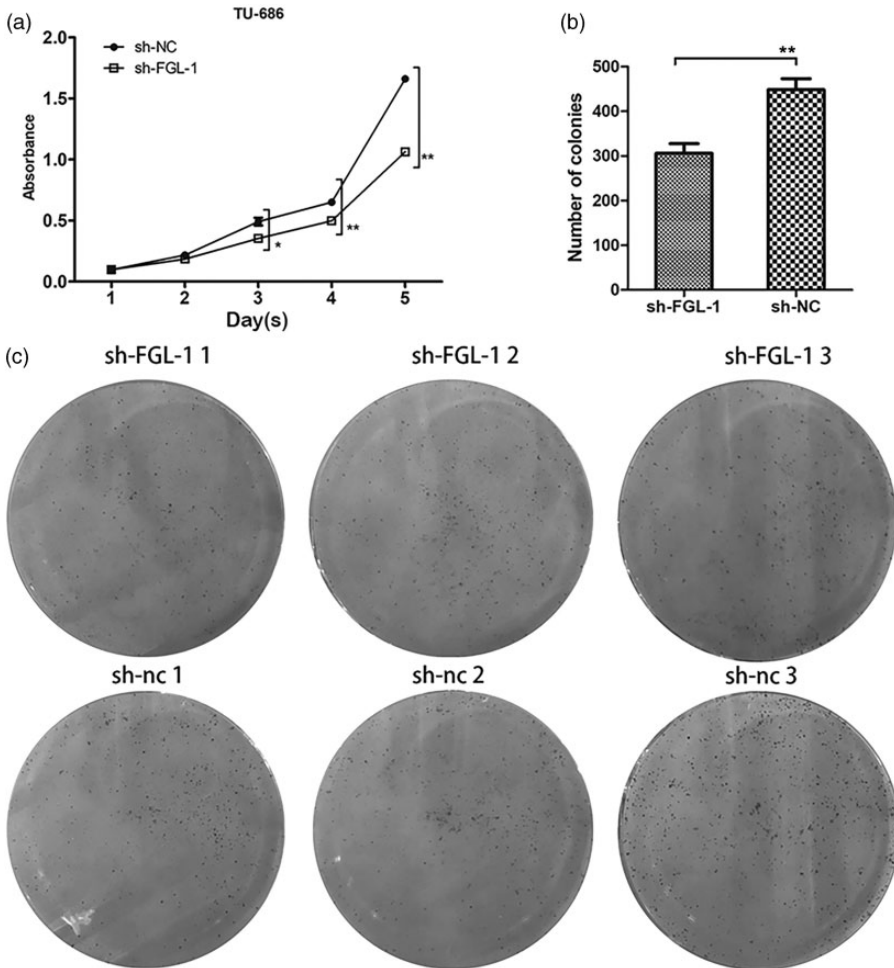 (a)
TU-686
sh-NC
sh-FGL-1
Absorbance
2.0
1.5
1.0
0.5
0.0
*
**
**
1 2 3 4 5
Day(s)
(b)
**
Number of colonies
500
400
300
200
100
0
sh-FGL-1 sh-NC
(c)
sh-FGL-1 1 sh-FGL-1 2 sh-FGL-1 3
sh-nc 1 sh-nc 2 sh-nc 3